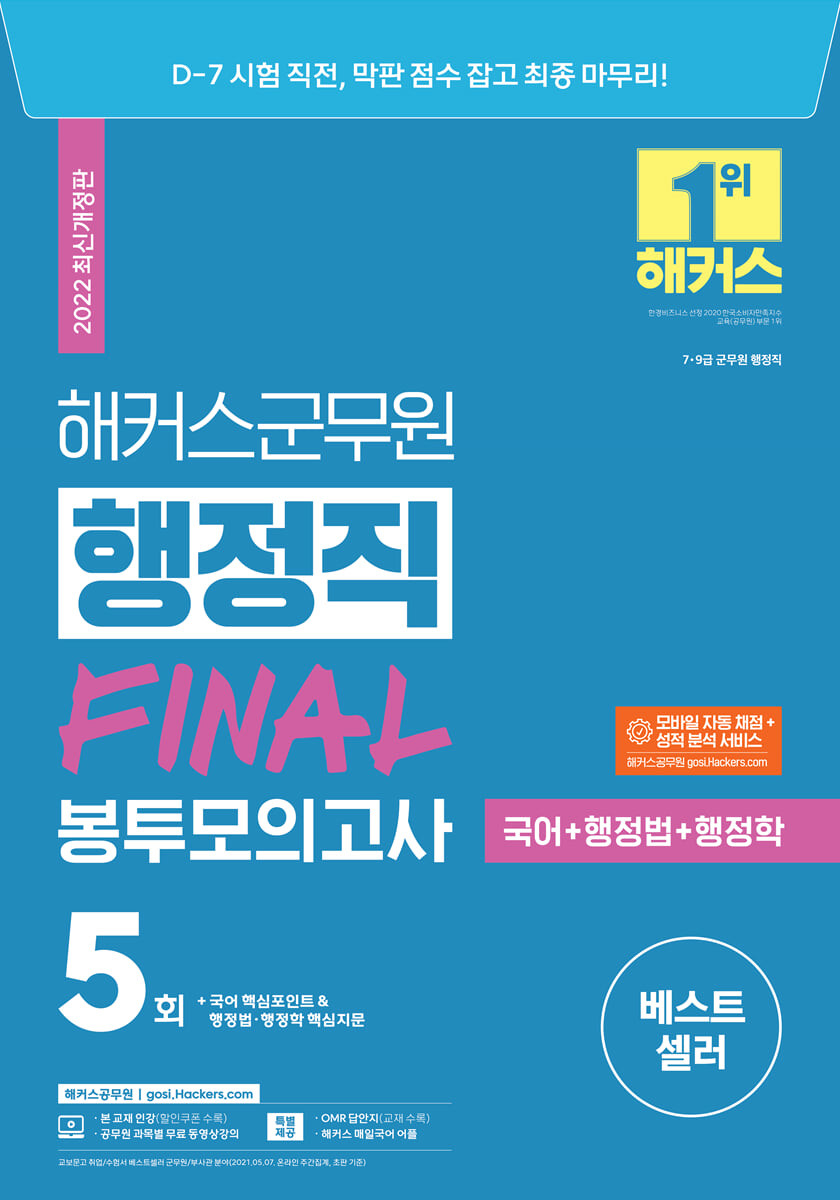 D-7 시험 직전, 막판 점수 잡고 최종 마무리!
2022 최신개정판
1위
해커스
한경비즈니스 선정 2020 한국소비자만족지수
교육(공무원) 부문 1위
7·9급 군무원 행정직
해커스군무원
행정직
FINAL
봉투모의고사
모바일 자동 채점 +
성적 분석 서비스
해커스공무원 gosi.Hackers.com
국어+행정법+행정학
5회
+ 국어 핵심포인트 &
행정법·행정학 핵심지문
베스트
셀러
해커스공무원 | gosi.Hackers.com
· 본 교재 인강(할인쿠폰 수록)
· 공무원 과목별 무료 동영상강의
특별
제공
· OMR 답안지(교재 수록)
· 해커스 매일국어 어플
교보문고 취업/수험서 베스트셀러 군무원/부사관 분야(2021.05.07. 온라인 주간집계, 초판 기준)